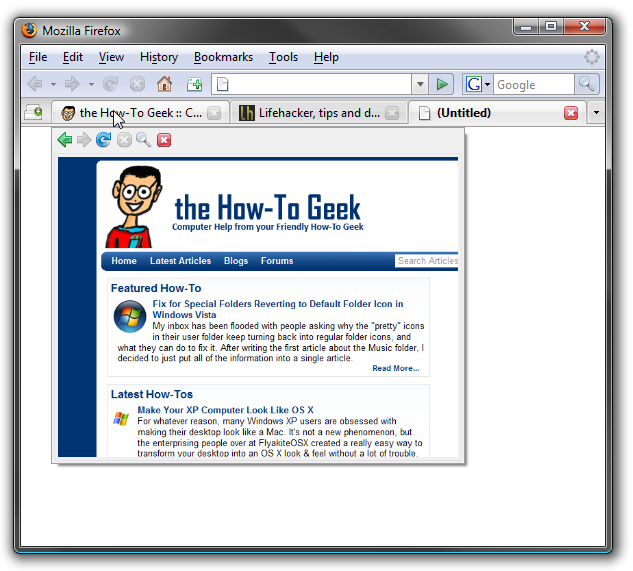 Mozilla Firefox
File Edit View History Bookmarks Tools Help
G Google
the How-To Geek :: C... lh Lifehacker, tips and d... (Untitled)
the How-To Geek
Computer Help from your Friendly How-To Geek
Home Latest Articles Blogs Forums Search Articles
Featured How-To
Fix for Special Folders Reverting to Default Folder Icon in
Windows Vista
My inbox has been flooded with people asking why the "pretty" icons
in their user folder keep turning back into regular folder icons, and
what they can do to fix it. After writing the first article about the Music folder, I
decided to just put all of the information into a single article.
Read More...
Latest How-Tos
Make Your XP Computer Look Like OS X
For whatever reason, many Windows XP users are obsessed with
making their desktop look like a Mac. It's not a new phenomenon, but
the enterprising people over at FlyakiteOSX created a really easy way to
transform your desktop into an OS X look & feel without a lot of trouble.